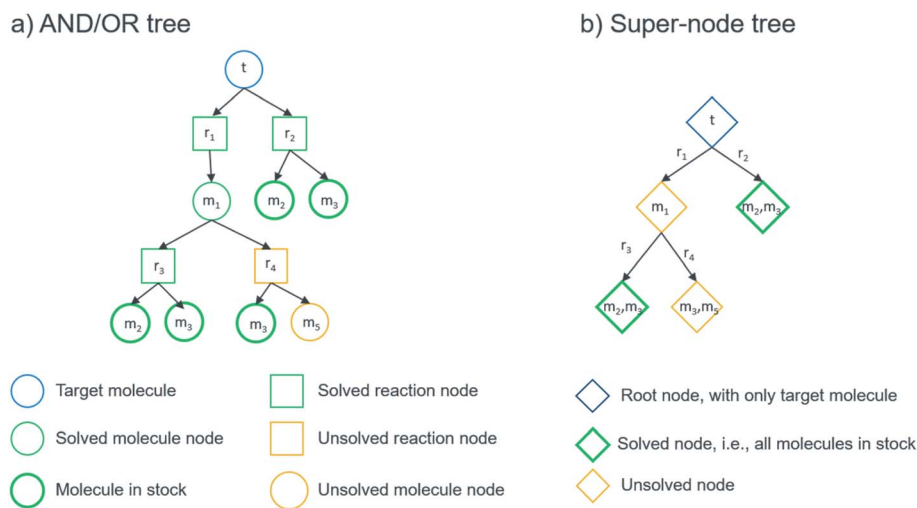 a) AND/OR tree
t
r₁
r₂
m₁
m₂
m₃
r₃
r₄
m₂
m₃
m₃
m₅
Target molecule
Solved reaction node
Solved molecule node
Unsolved reaction node
Molecule in stock
Unsolved molecule node
b) Super-node tree
t
r₁
r₂
m₁
m₂,m₃
r₃
r₄
m₂,m₃
m₃,m₅
Root node, with only target molecule
Solved node, i.e., all molecules in stock
Unsolved node